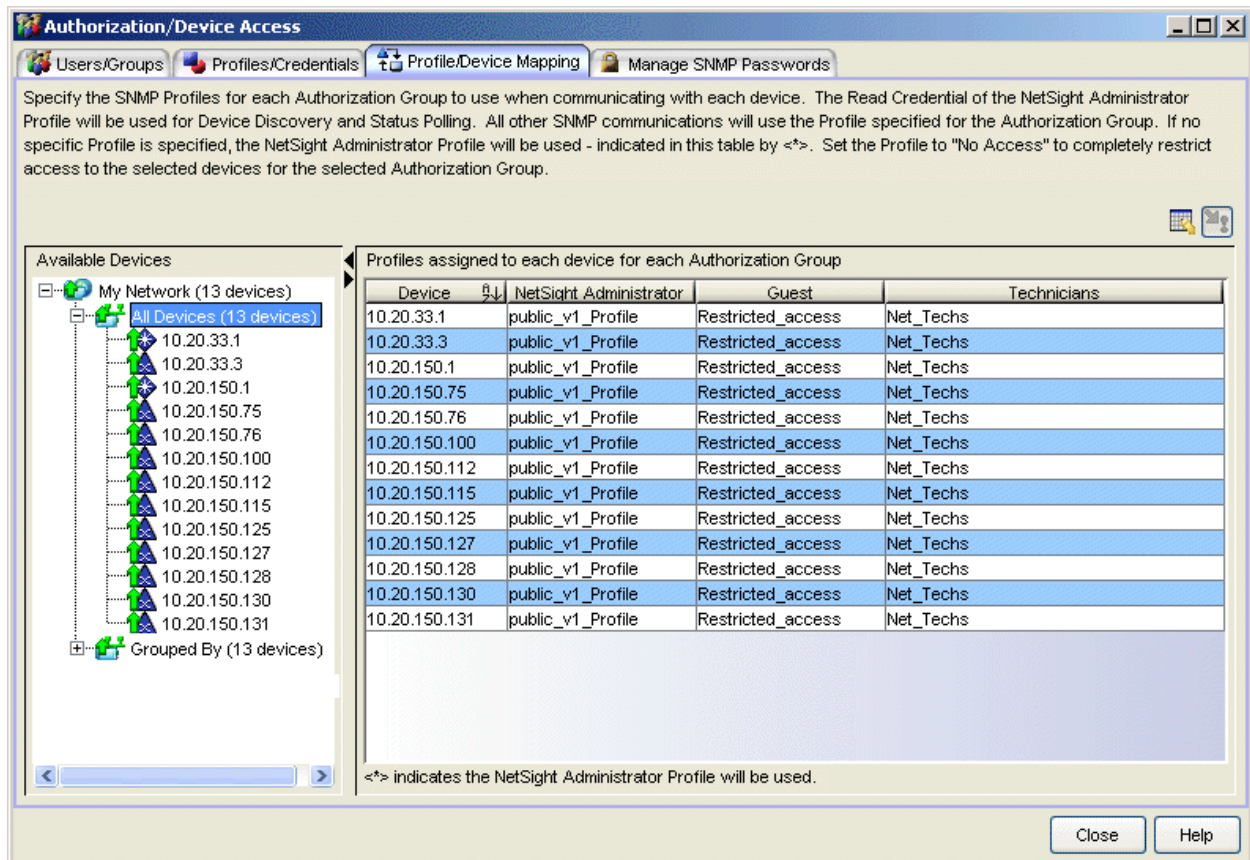 Authorization/Device Access
Users/Groups Profiles/Credentials Profile/Device Mapping Manage SNMP Passwords
Specify the SNMP Profiles for each Authorization Group to use when communicating with each device. The Read Credential of the NetSight Administrator
Profile will be used for Device Discovery and Status Polling. All other SNMP communications will use the Profile specified for the Authorization Group. If no
specific Profile is specified, the NetSight Administrator Profile will be used - indicated in this table by <*>. Set the Profile to "No Access" to completely restrict
access to the selected devices for the selected Authorization Group.
Available Devices
My Network (13 devices)
All Devices (13 devices)
10.20.33.1
10.20.33.3
10.20.150.1
10.20.150.75
10.20.150.76
10.20.150.100
10.20.150.112
10.20.150.115
10.20.150.125
10.20.150.127
10.20.150.128
10.20.150.130
10.20.150.131
Grouped By (13 devices)
Profiles assigned to each device for each Authorization Group
Device NetSight Administrator Guest Technicians
10.20.33.1 public_v1_Profile Restricted_access Net_Techs
10.20.33.3 public_v1_Profile Restricted_access Net_Techs
10.20.150.1 public_v1_Profile Restricted_access Net_Techs
10.20.150.75 public_v1_Profile Restricted_access Net_Techs
10.20.150.76 public_v1_Profile Restricted_access Net_Techs
10.20.150.100 public_v1_Profile Restricted_access Net_Techs
10.20.150.112 public_v1_Profile Restricted_access Net_Techs
10.20.150.115 public_v1_Profile Restricted_access Net_Techs
10.20.150.125 public_v1_Profile Restricted_access Net_Techs
10.20.150.127 public_v1_Profile Restricted_access Net_Techs
10.20.150.128 public_v1_Profile Restricted_access Net_Techs
10.20.150.130 public_v1_Profile Restricted_access Net_Techs
10.20.150.131 public_v1_Profile Restricted_access Net_Techs
<*> indicates the NetSight Administrator Profile will be used.
Close Help